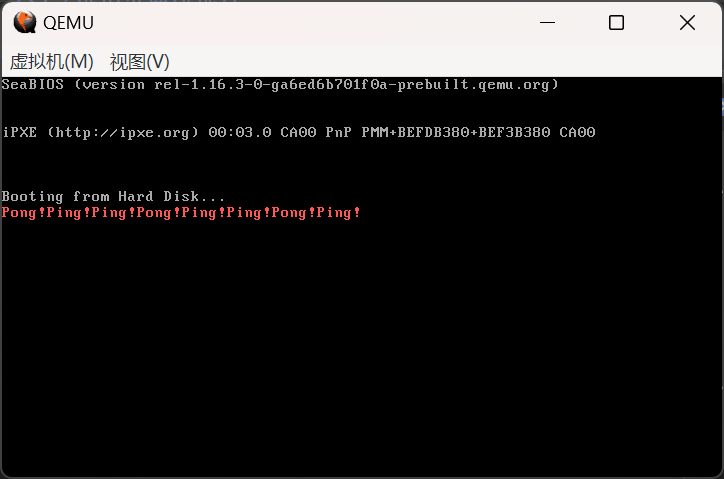 QEMU
虚拟机(M) 视图(V)
SeaBIOS (version rel-1.16.3-0-ga6ed6b701f0a-prebuilt.qemu.org)
iPXE (http://ipxe.org) 00:03.0 CA00 PnP PMM+BEFDB380+BEF3B380 CA00
Booting from Hard Disk...
Pong!Ping!Ping!Pong!Ping!Ping!Pong!Ping!